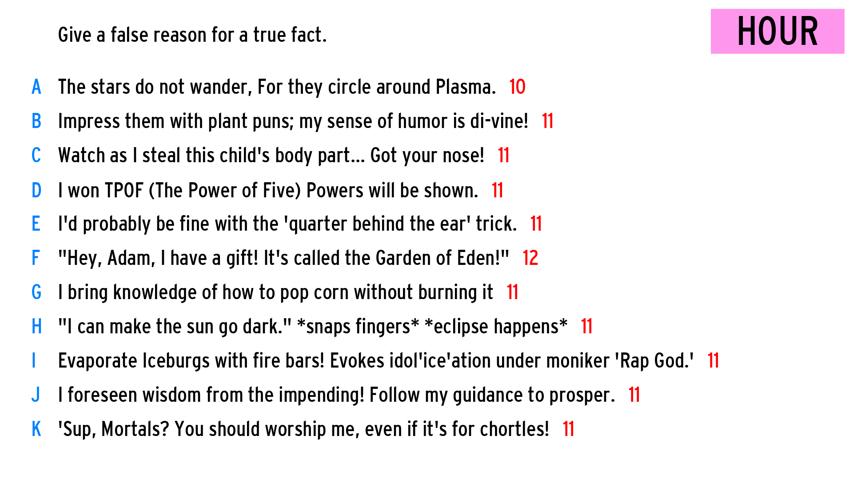 Give a false reason for a true fact.
HOUR
A The stars do not wander, For they circle around Plasma. 10
B Impress them with plant puns; my sense of humor is di-vine! 11
C Watch as I steal this child's body part... Got your nose! 11
D I won TPOF (The Power of Five) Powers will be shown. 11
E I'd probably be fine with the 'quarter behind the ear' trick. 11
F "Hey, Adam, I have a gift! It's called the Garden of Eden!" 12
G I bring knowledge of how to pop corn without burning it 11
H "I can make the sun go dark." *snaps fingers* *eclipse happens* 11
I Evaporate Iceburgs with fire bars! Evokes idol'ice'ation under moniker 'Rap God.' 11
J I foreseen wisdom from the impending! Follow my guidance to prosper. 11
K 'Sup, Mortals? You should worship me, even if it's for chortles! 11